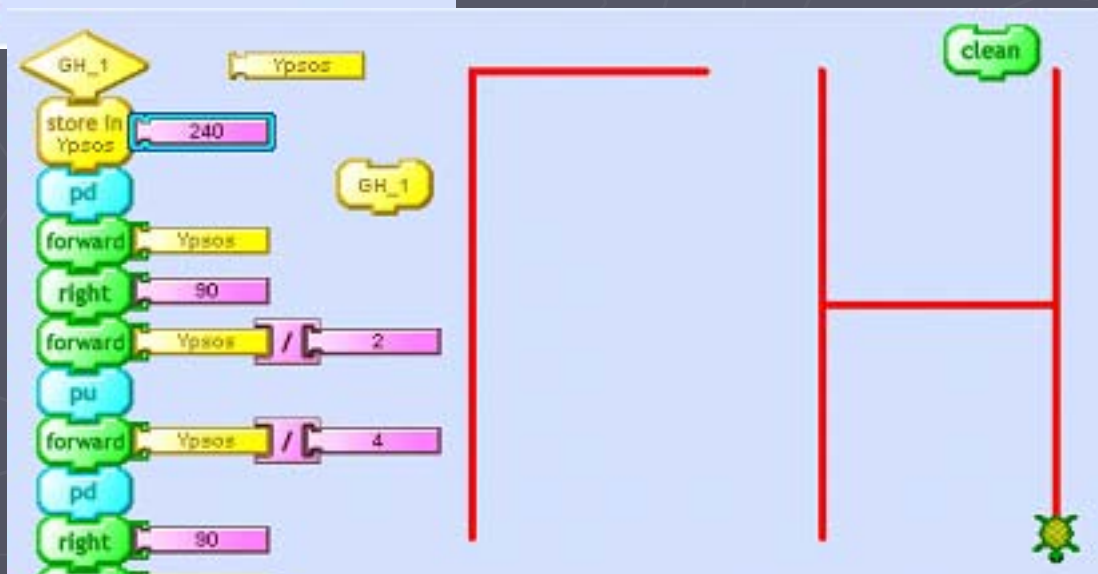 GH_1
Ypsos
clean
store in
Ypsos
240
pd
GH_1
forward Ypsos
right 90
forward Ypsos / 2
pu
forward Ypsos / 4
pd
right 90